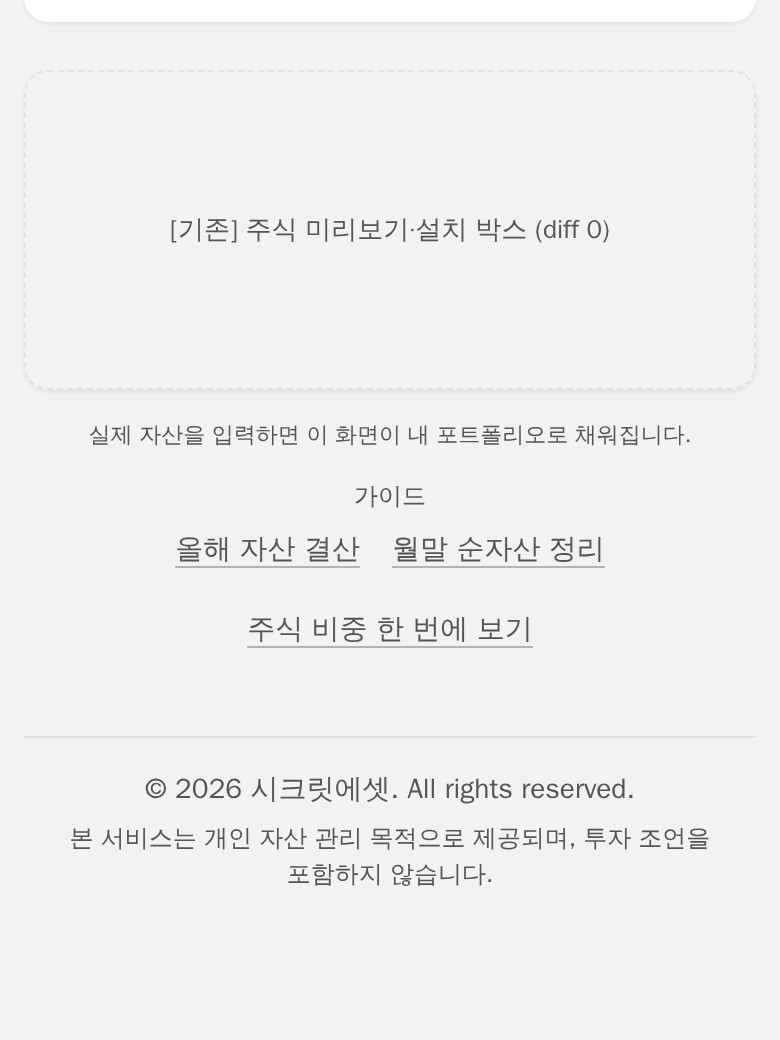 [기존] 주식 미리보기·설치 박스 (diff 0)
실제 자산을 입력하면 이 화면이 내 포트폴리오로 채워집니다.
가이드
올해 자산 결산 월말 순자산 정리
주식 비중 한 번에 보기
© 2026 시크릿에셋. All rights reserved.
본 서비스는 개인 자산 관리 목적으로 제공되며, 투자 조언을
포함하지 않습니다.